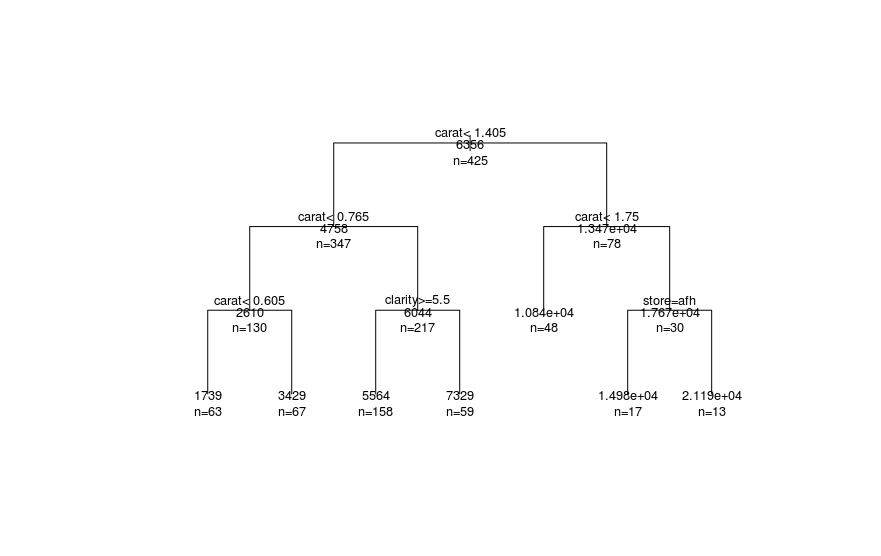 carat< 1.405
6356
n=425
carat< 0.765
4758
n=347
carat< 1.75
1.347e+04
n=78
carat< 0.605
2610
n=130
clarity>=5.5
6044
n=217
1.084e+04
n=48
store=afh
1.767e+04
n=30
1739
n=63
3429
n=67
5564
n=158
7329
n=59
1.498e+04
n=17
2.119e+04
n=13